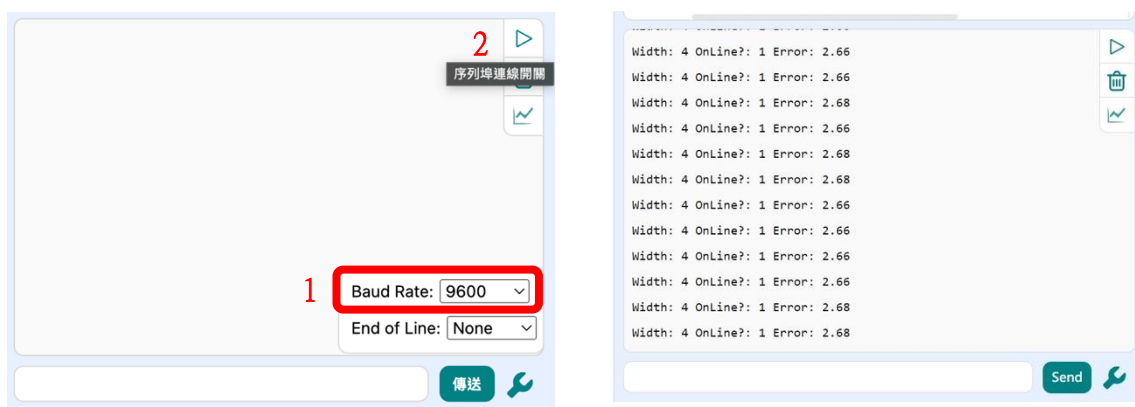 2
序列埠連線開關
1
Baud Rate: 9600
End of Line: None
傳送
Width: 4 OnLine?: 1 Error: 2.66
Width: 4 OnLine?: 1 Error: 2.66
Width: 4 OnLine?: 1 Error: 2.68
Width: 4 OnLine?: 1 Error: 2.66
Width: 4 OnLine?: 1 Error: 2.68
Width: 4 OnLine?: 1 Error: 2.68
Width: 4 OnLine?: 1 Error: 2.66
Width: 4 OnLine?: 1 Error: 2.66
Width: 4 OnLine?: 1 Error: 2.66
Width: 4 OnLine?: 1 Error: 2.66
Width: 4 OnLine?: 1 Error: 2.68
Width: 4 OnLine?: 1 Error: 2.68
Send